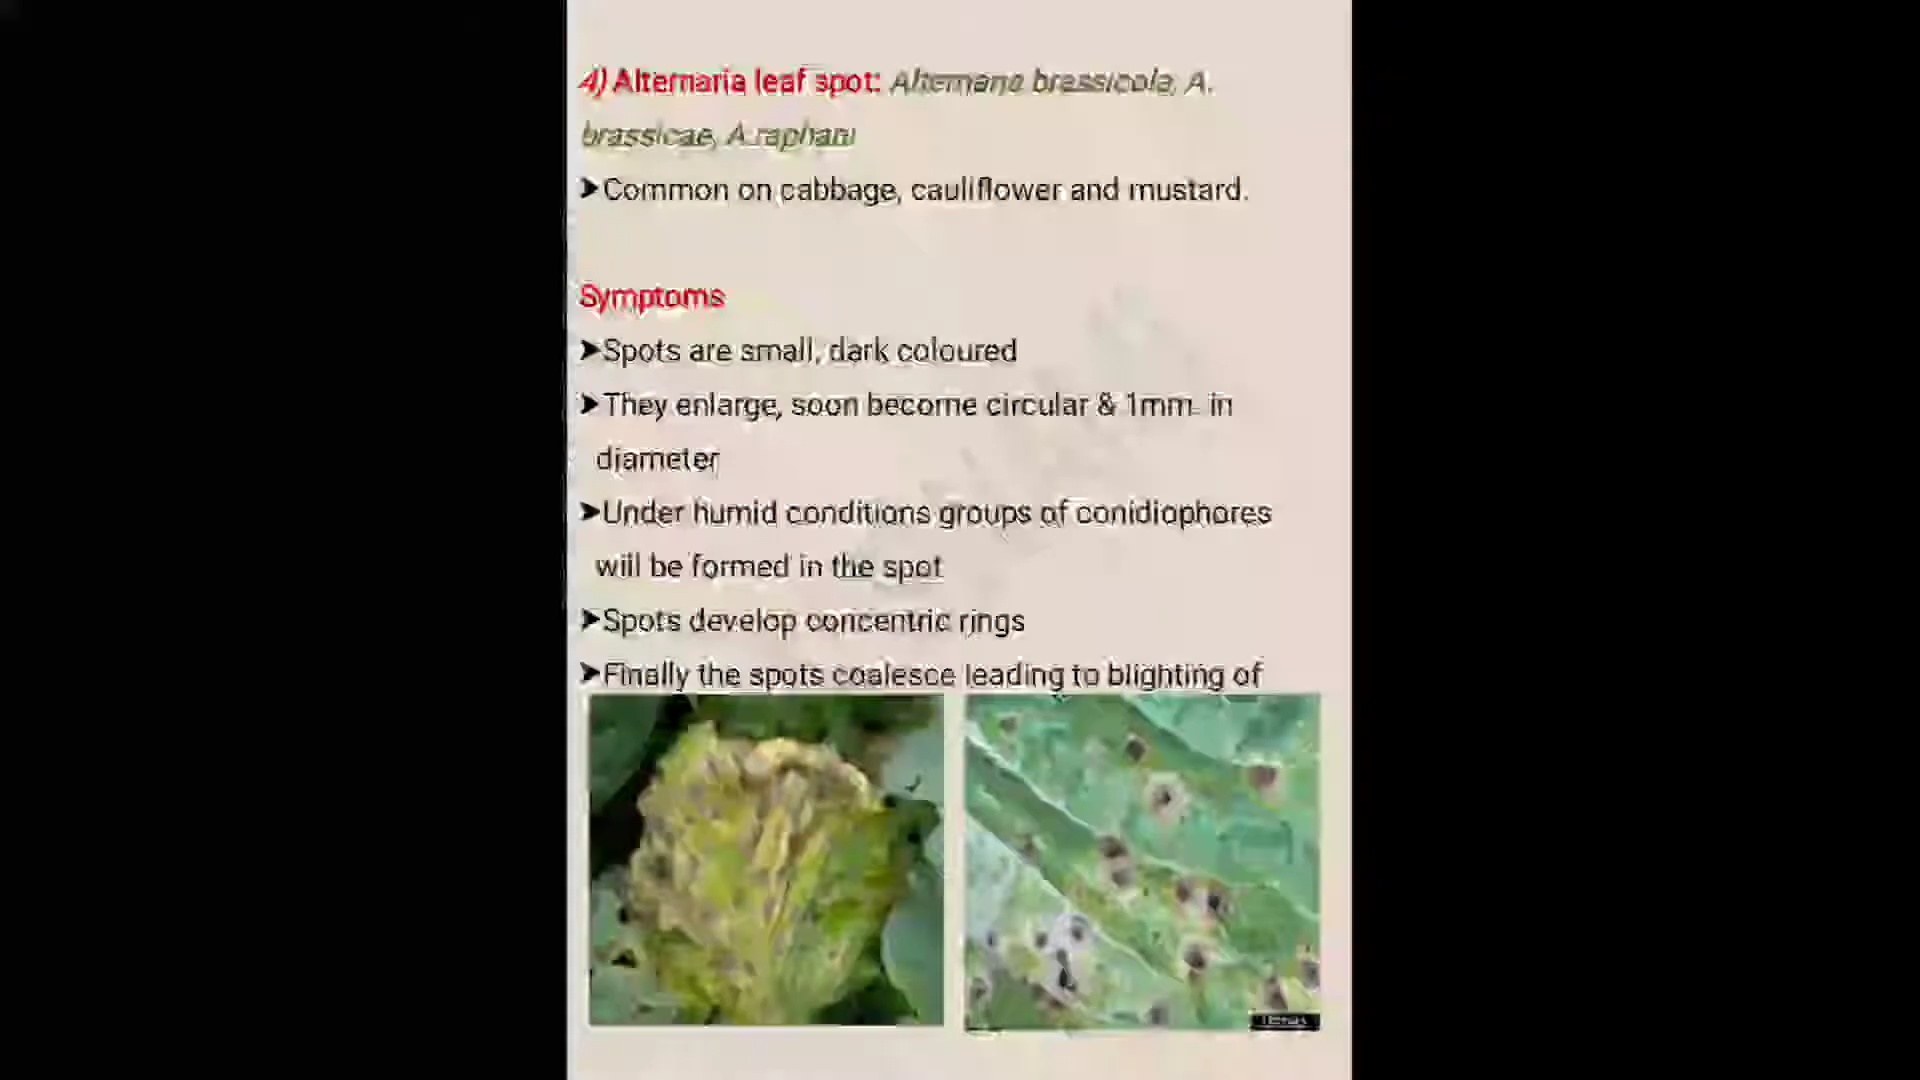 4) Alternaria leaf spot: Alternaria brassicola, A.
brassicae, A.raphani
➤Common on cabbage, cauliflower and mustard.
Symptoms
➤Spots are small, dark coloured
➤They enlarge, soon become circular & 1mm in
diameter
➤Under humid conditions groups of conidiophores
will be formed in the spot
➤Spots develop concentric rings
➤Finally the spots coalesce leading to blighting of